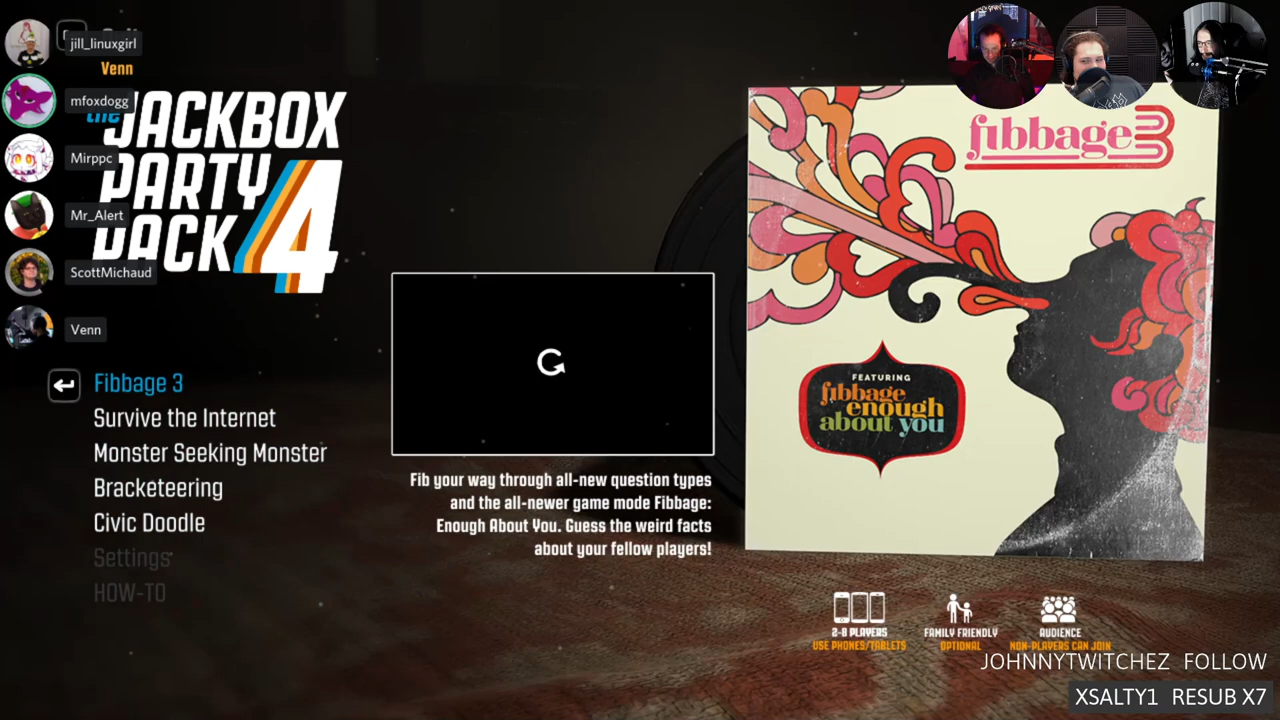 jill_linuxgirl
Venn
mfoxdogg
the
JACKBOX
PARTY
PACK 4
Mirppc
Mr_Alert
ScottMichaud
Venn
Fibbage 3
Survive the Internet
Monster Seeking Monster
Bracketeering
Civic Doodle
Settings
HOW-TO
Fib your way through all-new question types
and the all-newer game mode Fibbage:
Enough About You. Guess the weird facts
about your fellow players!
fibbage 3
FEATURING
fibbage
enough
about you
2-8 PLAYERS
USE PHONES/TABLETS
FAMILY FRIENDLY
OPTIONAL
AUDIENCE
NON-PLAYERS CAN JOIN
JOHNNYTWITCHEZ FOLLOW
XSALTY1 RESUB X7